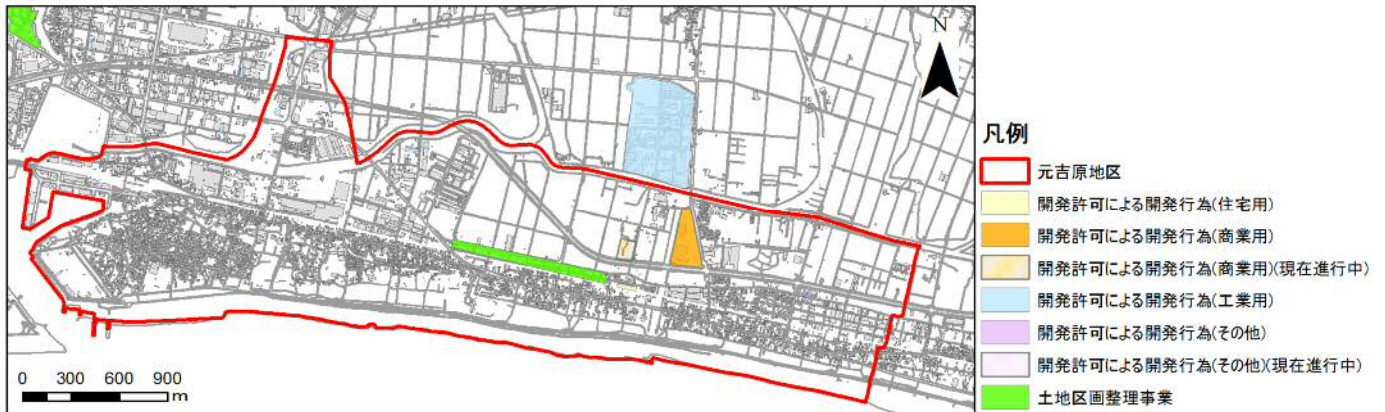 N
0 300 600 900
m
凡例
元吉原地区
開発許可による開発行為(住宅用)
開発許可による開発行為(商業用)
開発許可による開発行為(商業用)(現在進行中)
開発許可による開発行為(工業用)
開発許可による開発行為(その他)
開発許可による開発行為(その他)(現在進行中)
土地区画整理事業